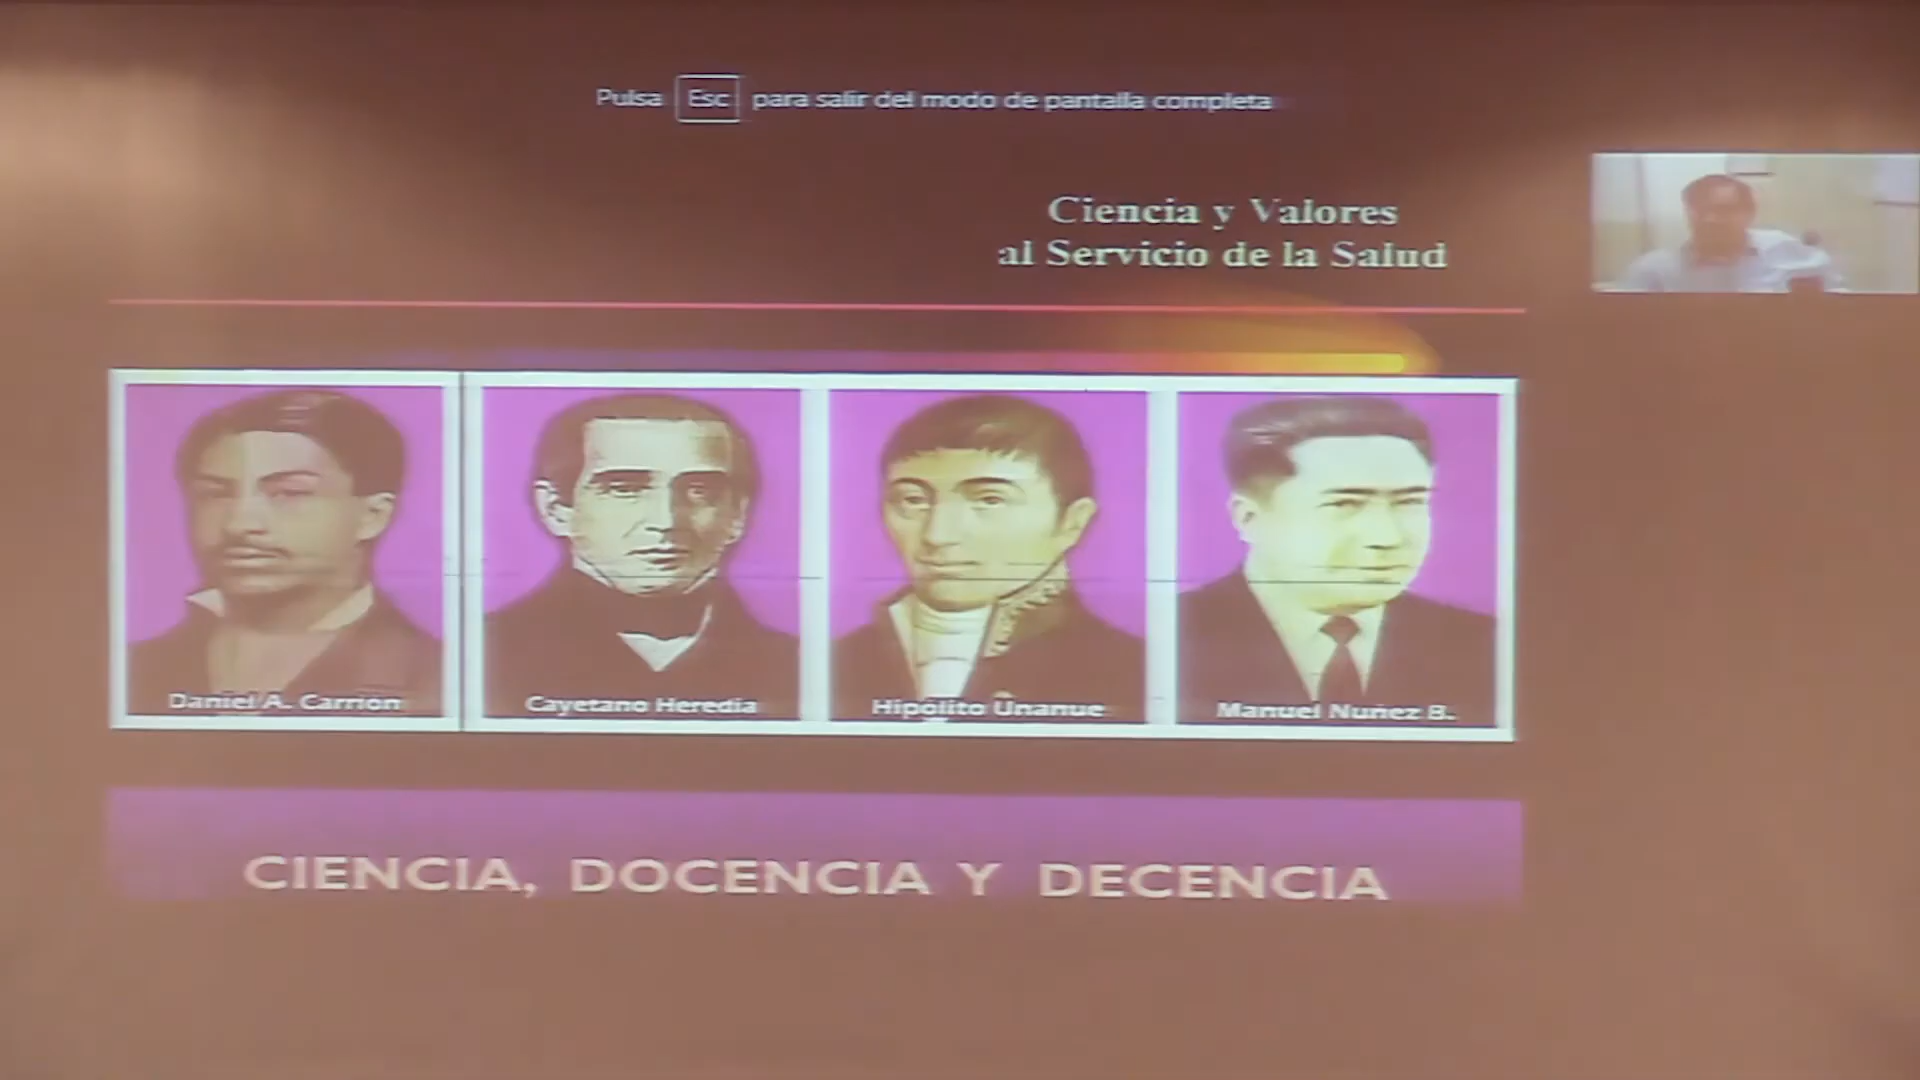 Pulsa Esc para salir del modo de pantalla completa
Ciencia y Valores
al Servicio de la Salud
Daniel A. Carrión
Cayetano Heredia
Hipólito Unanue
Manuel Nuñez B.
CIENCIA, DOCENCIA Y DECENCIA